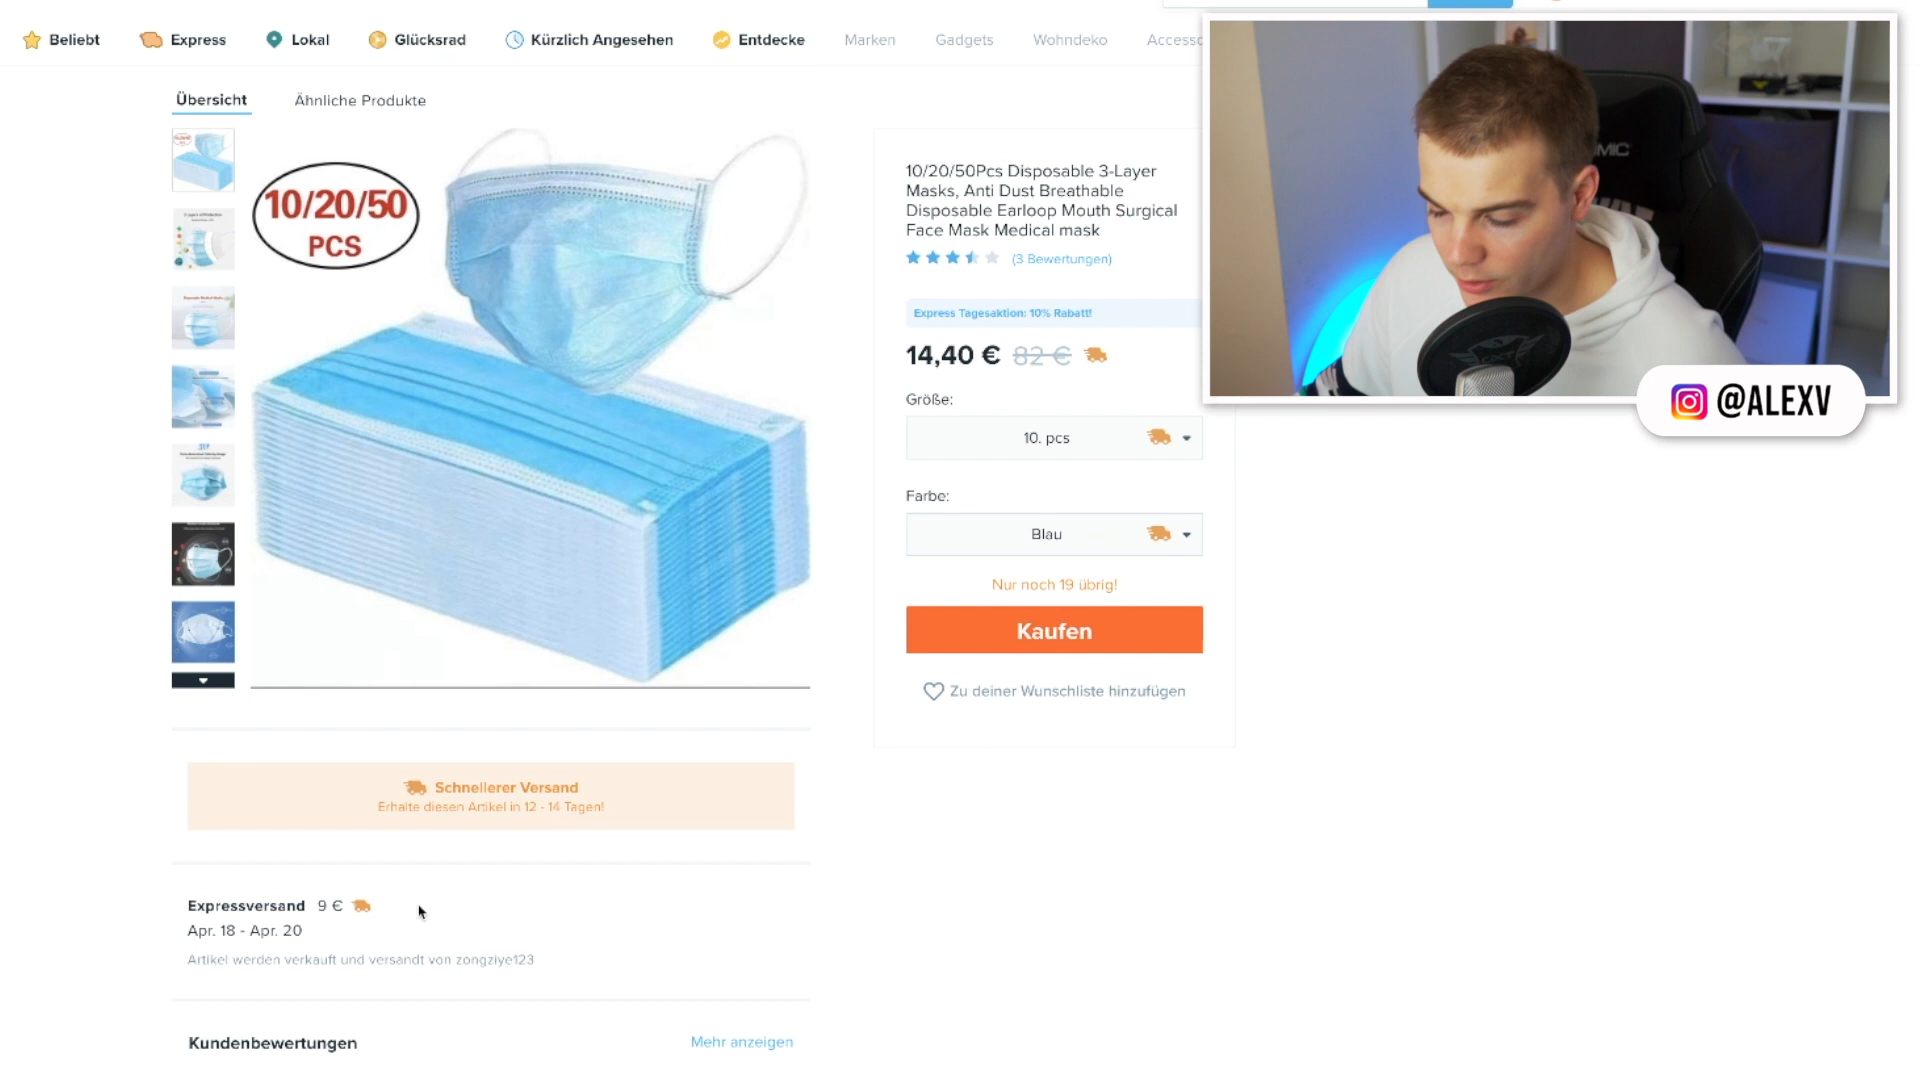 Beliebt
Express
Lokal
Glücksrad
Kürzlich Angesehen
Entdecke
Marken
Gadgets
Wohndeko
Übersicht
Ähnliche Produkte
10/20/50
PCS
10/20/50Pcs Disposable 3-Layer
Masks, Anti Dust Breathable
Disposable Earloop Mouth Surgical
Face Mask Medical mask
(3 Bewertungen)
Express Tagesaktion: 10% Rabatt!
14,40 € 82 €
Größe:
10. pcs
Farbe:
Blau
Nur noch 19 übrig!
Kaufen
Zu deiner Wunschliste hinzufügen
@ALEXV
Schnellerer Versand
Erhalte diesen Artikel in 12 - 14 Tagen!
Expressversand 9 €
Apr. 18 - Apr. 20
Artikel werden verkauft und versandt von zongziye123
Kundenbewertungen
Mehr anzeigen